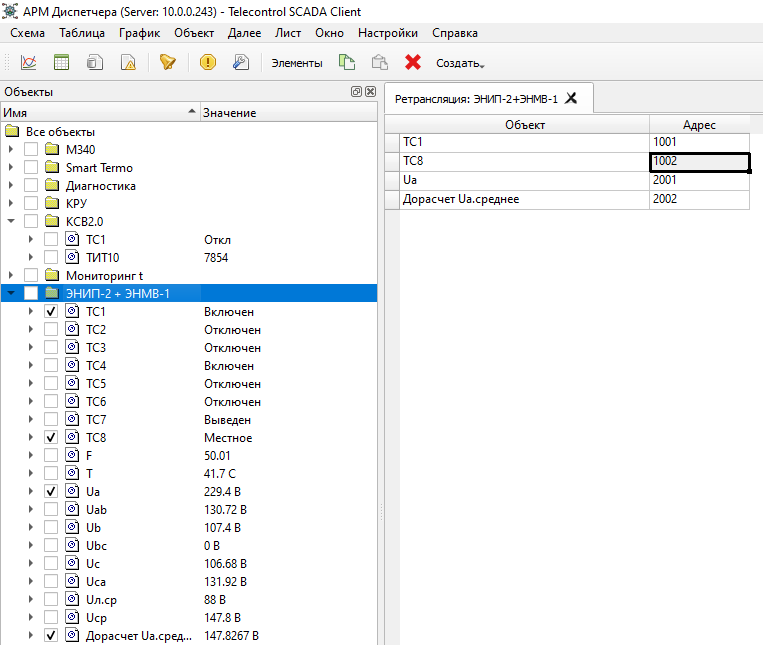 АРМ Диспетчера (Server: 10.0.0.243) - Telecontrol SCADA Client
Схема Таблица График Объект Далее Лист Окно Настройки Справка
Элементы Создать
Объекты
Имя Значение
Все объекты
М340
Smart Termo
Диагностика
КРУ
КСВ2.0
ТС1 Откл
ТИТ10 7854
Мониторинг t
ЭНИП-2 + ЭНМВ-1
ТС1 Включен
ТС2 Отключен
ТС3 Отключен
ТС4 Включен
ТС5 Отключен
ТС6 Отключен
ТС7 Выведен
ТС8 Местное
F 50.01
T 41.7 С
Ua 229.4 В
Uab 130.72 В
Ub 107.4 В
Ubc 0 В
Uc 106.68 В
Uca 131.92 В
Uл.ср 88 В
Uср 147.8 В
Дорасчет Ua.сред... 147.8267 В
Ретрансляция: ЭНИП-2+ЭНМВ-1
Объект Адрес
ТС1 1001
ТС8 1002
Ua 2001
Дорасчет Ua.среднее 2002